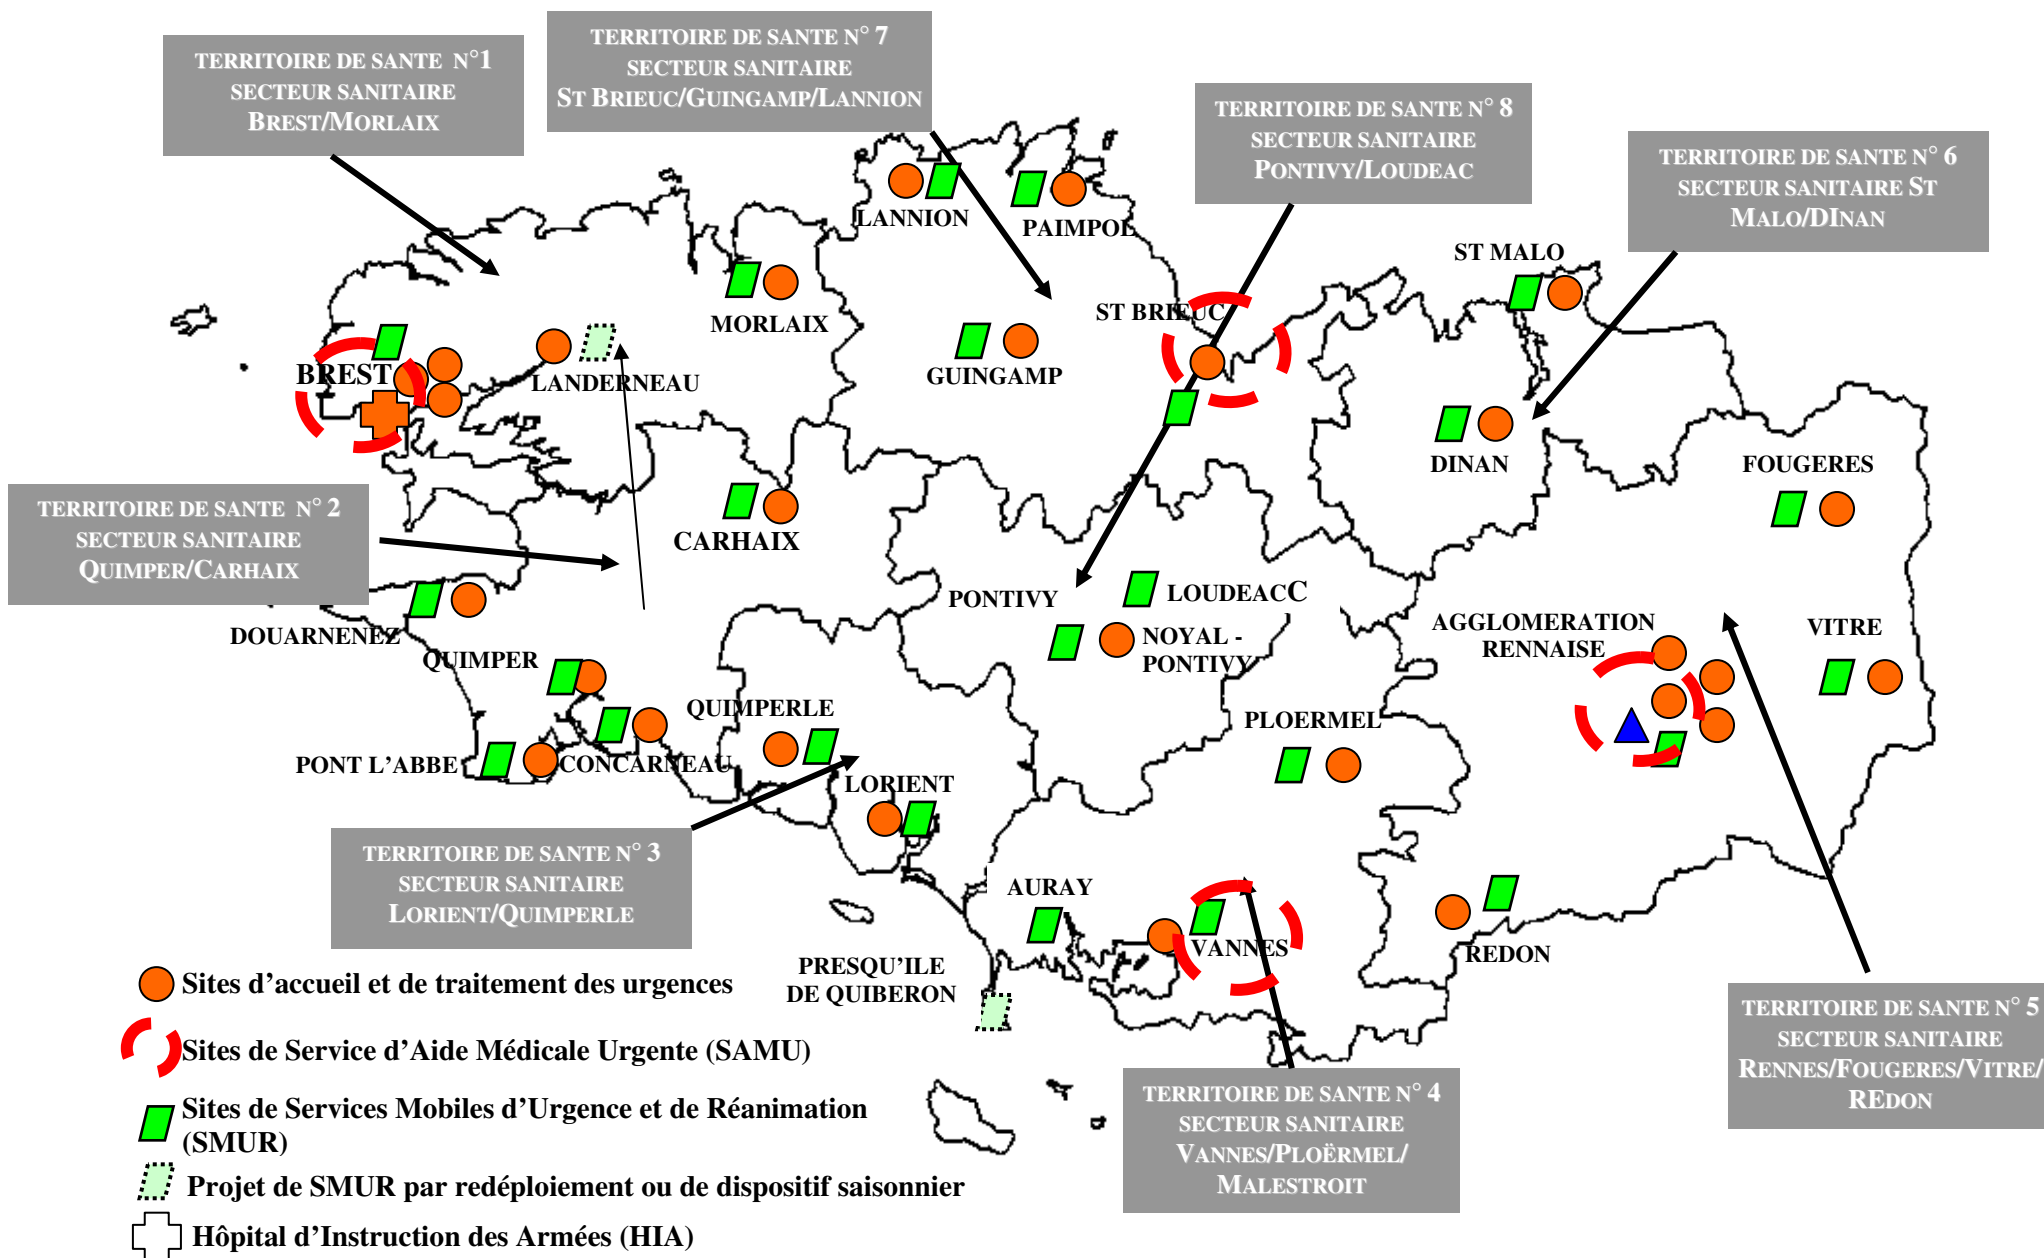 TERRITOIRE DE SANTE N° 7
SECTEUR SANITAIRE
ST BRIEUC/GUINGAMP/LANNION
TERRITOIRE DE SANTE N°1
SECTEUR SANITAIRE
BREST/MORLAIX
TERRITOIRE DE SANTE N° 8
SECTEUR SANITAIRE
PONTIVY/LOUDEAC
TERRITOIRE DE SANTE N° 6
SECTEUR SANITAIRE ST
MALO/DINAN
LANNION
PAIMPOL
ST MALO
MORLAIX
ST BRIEUC
BREST
LANDERNEAU
GUINGAMP
DINAN
FOUGERES
TERRITOIRE DE SANTE N° 2
SECTEUR SANITAIRE
QUIMPER/CARHAIX
CARHAIX
PONTIVY
LOUDEACC
DOUARNENEZ
NOYAL -
PONTIVY
AGGLOMERATION
RENNAISE
VITRE
QUIMPER
QUIMPERLE
PLOERMEL
PONT L'ABBE
CONCARNEAU
LORIENT
TERRITOIRE DE SANTE N° 3
SECTEUR SANITAIRE
LORIENT/QUIMPERLE
AURAY
VANNES
REDON
PRESQU'ILE
DE QUIBERON
TERRITOIRE DE SANTE N° 5
SECTEUR SANITAIRE
RENNES/FOUGERES/VITRE/
REDON
TERRITOIRE DE SANTE N° 4
SECTEUR SANITAIRE
VANNES/PLOËRMEL/
MALESTROIT
Sites d'accueil et de traitement des urgences
Sites de Service d'Aide Médicale Urgente (SAMU)
Sites de Services Mobiles d'Urgence et de Réanimation
(SMUR)
Projet de SMUR par redéploiement ou de dispositif saisonnier
Hôpital d'Instruction des Armées (HIA)